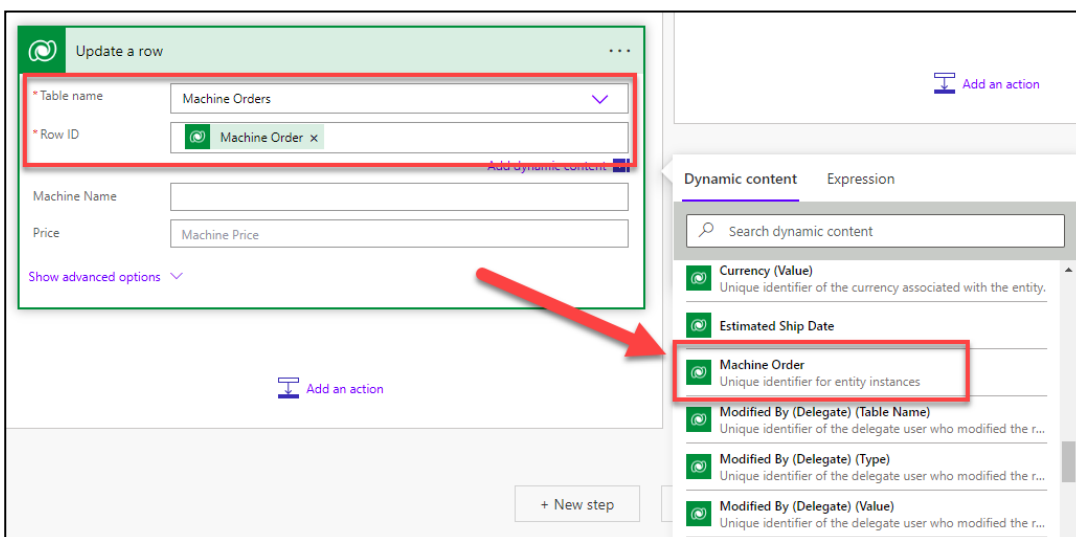 Update a row
...
* Table name
Machine Orders
* Row ID
Machine Order ×
Add dynamic content
Machine Name
Price
Machine Price
Show advanced options
Add an action
+ New step
Add an action
Dynamic content Expression
Search dynamic content
Currency (Value)
Unique identifier of the currency associated with the entity.
Estimated Ship Date
Machine Order
Unique identifier for entity instances
Modified By (Delegate) (Table Name)
Unique identifier of the delegate user who modified the r...
Modified By (Delegate) (Type)
Unique identifier of the delegate user who modified the r...
Modified By (Delegate) (Value)
Unique identifier of the delegate user who modified the r...